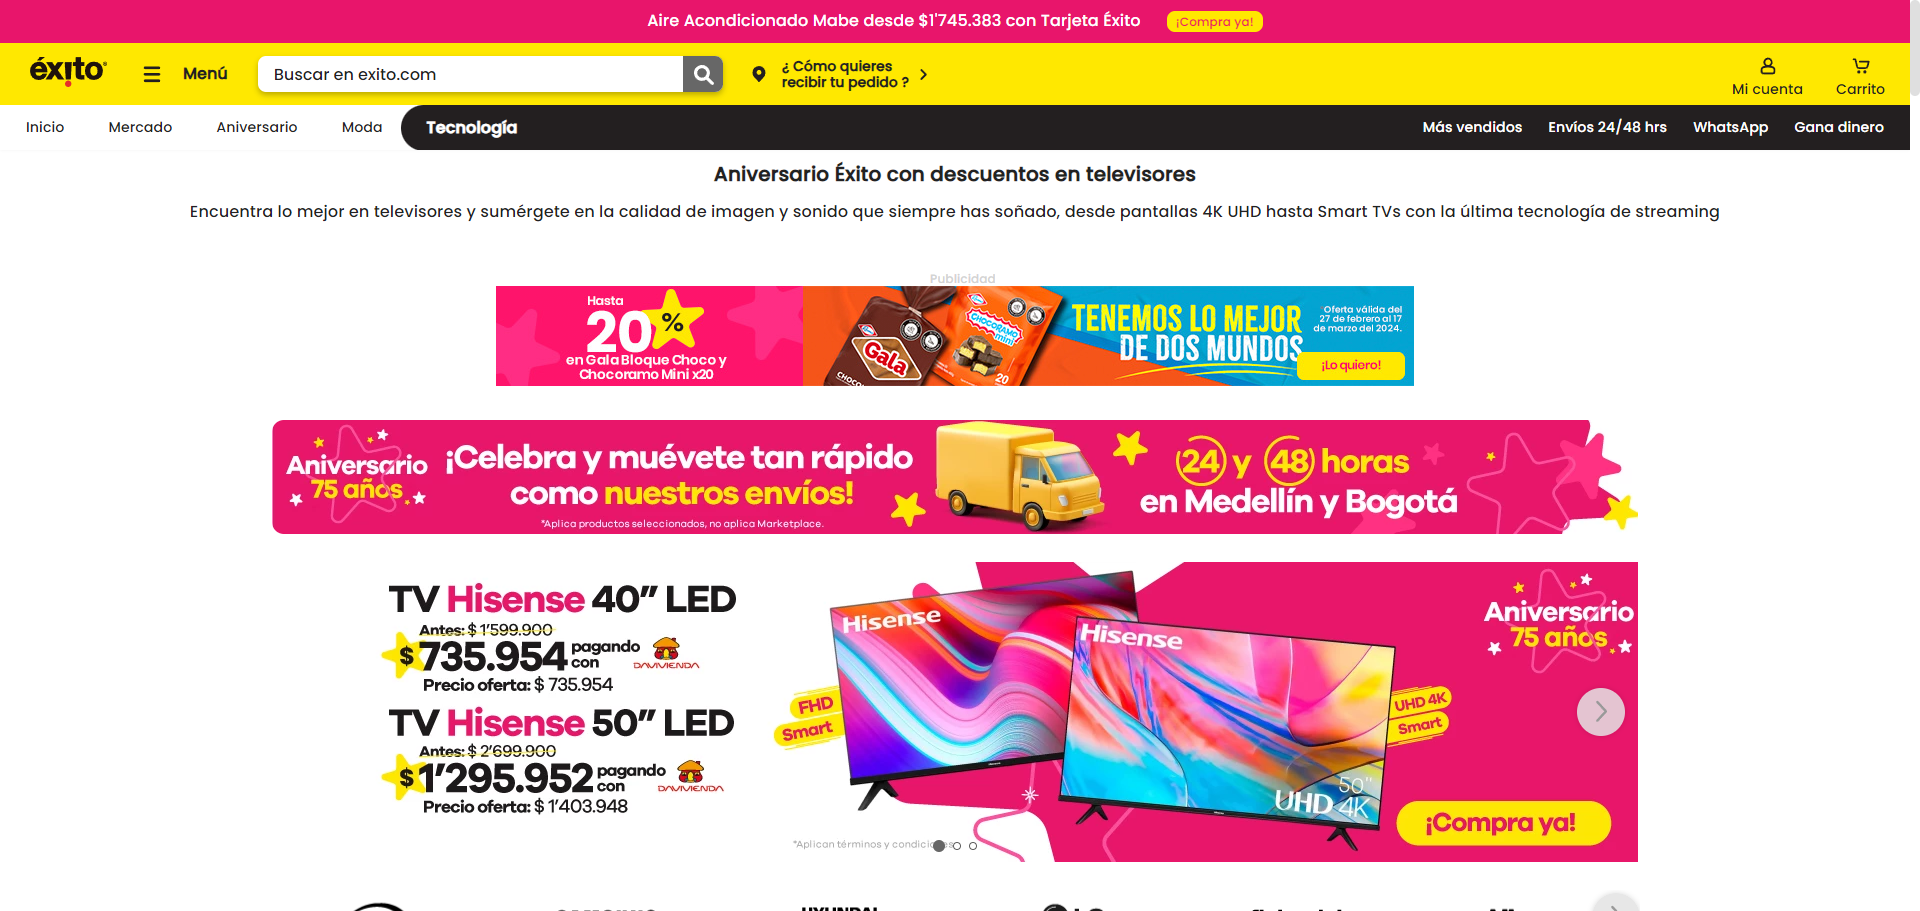 Aire Acondicionado Mabe desde $1'745.383 con Tarjeta Éxito
¡Compra ya!
éxito
Menú
Buscar en exito.com
¿ Cómo quieres
recibir tu pedido ?
Mi cuenta
Carrito
Inicio
Mercado
Aniversario
Moda
Tecnología
Más vendidos
Envíos 24/48 hrs
WhatsApp
Gana dinero
Aniversario Éxito con descuentos en televisores
Encuentra lo mejor en televisores y sumérgete en la calidad de imagen y sonido que siempre has soñado, desde pantallas 4K UHD hasta Smart TVs con la última tecnología de streaming
Publicidad
Hasta
20%
en Gala Bloque Choco y
Chocoramo Mini x20
Gala
CHOCORAMO
mini
20
TENEMOS LO MEJOR
DE DOS MUNDOS
Oferta válida del
27 de febrero al 17
de marzo del 2024.
¡Lo quiero!
Aniversario
75 años
¡Celebra y muévete tan rápido
como nuestros envíos!
*Aplica productos seleccionados, no aplica Marketplace.
24 y 48 horas
en Medellín y Bogotá
TV Hisense 40” LED
Antes: $ 1'599.900
$ 735.954 pagando
con
DAVIVIENDA
Precio oferta: $ 735.954
TV Hisense 50” LED
Antes: $ 2'699.900
$ 1'295.952 pagando
con
DAVIVIENDA
Precio oferta: $ 1'403.948
Hisense
Hisense
FHD
Smart
UHD 4K
Smart
50"
UHD 4K
Aniversario
75 años
¡Compra ya!
*Aplican términos y condiciones
HYUNDAI
LG